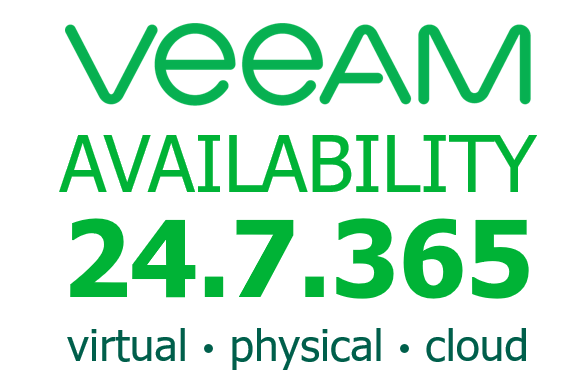 veeAM
AVAILABILITY
24.7.365
virtual • physical • cloud